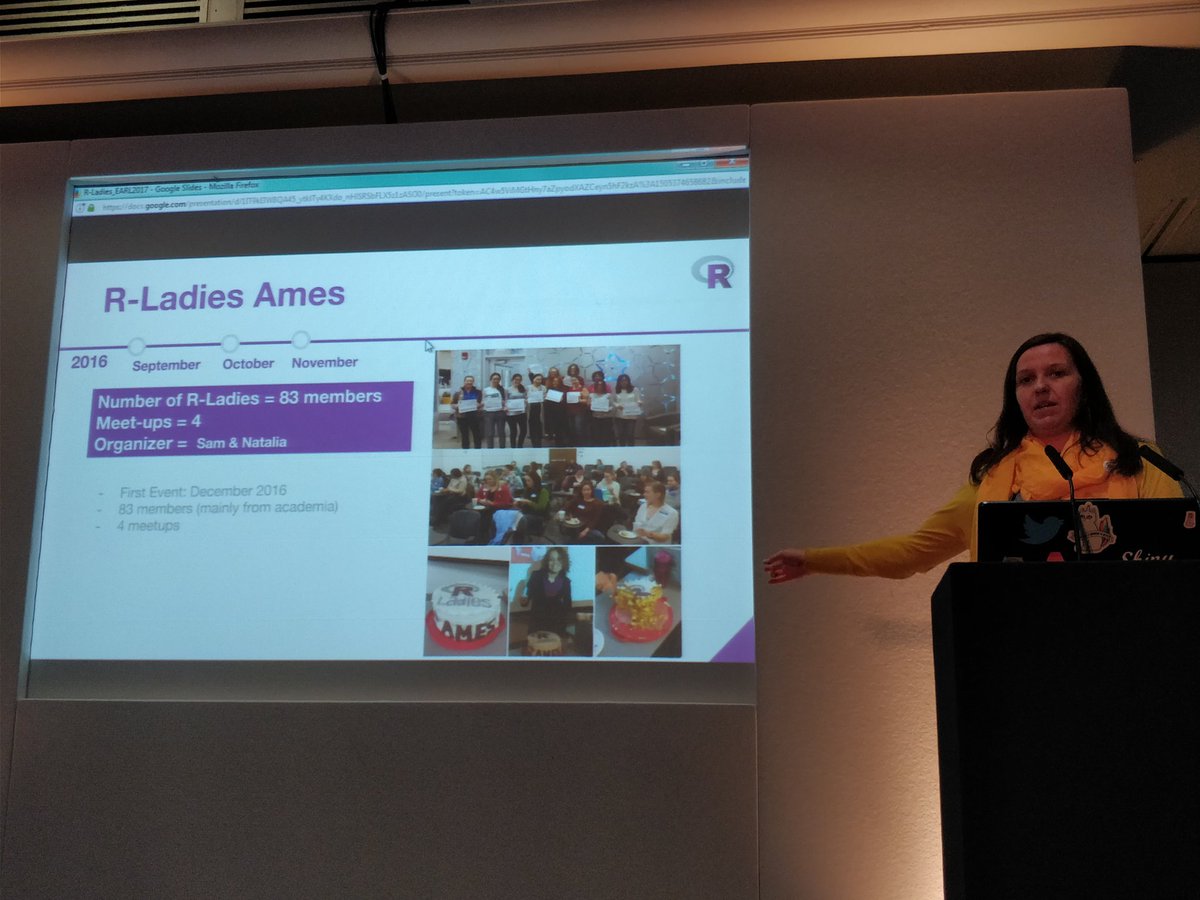 R-Ladies_EARL2017 - Google Slides - Mozilla Firefox
R-Ladies Ames
R
2016
September
October
November
Number of R-Ladies = 83 members
Meet-ups = 4
Organizer = Sam & Natalia
- First Event: December 2016
- 83 members (mainly from academia)
- 4 meetups
R
Ladies
AMES
Shiny